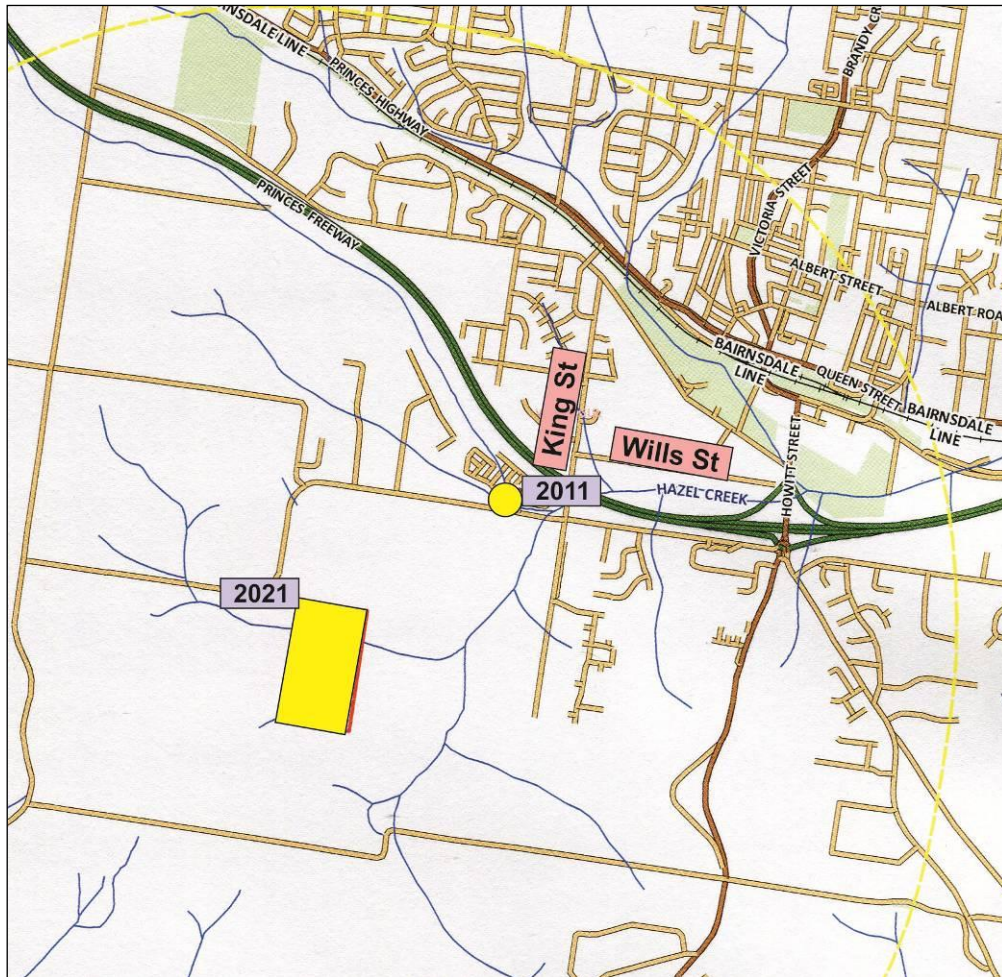 AIRNSDALE LINE
PRINCES HIGHWAY
BRANDY CR
PRINCES FREEWAY
VICTORIA STREET
ALBERT STREET
ALBERT ROA
BAIRNSDALE
LINE
QUEEN STREET
BAIRNSDALE
LINE
King St
Wills St
HOWITT STREET
2011
HAZEL CREEK
2021